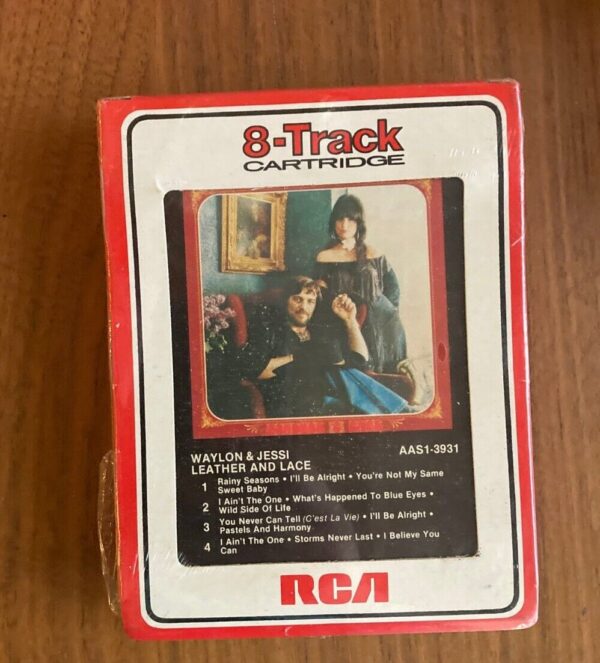 8-Track
CARTRIDGE
WAYLON & JESSI
AAS1-3931
LEATHER AND LACE
1 Rainy Seasons • I'll Be Alright • You're Not My Same
Sweet Baby
2 I Ain't The One • What's Happened To Blue Eyes •
Wild Side Of Life
3 You Never Can Tell (C'est La Vie) • I'll Be Alright •
Pastels And Harmony
4 I Ain't The One • Storms Never Last • I Believe You
Can
RCA